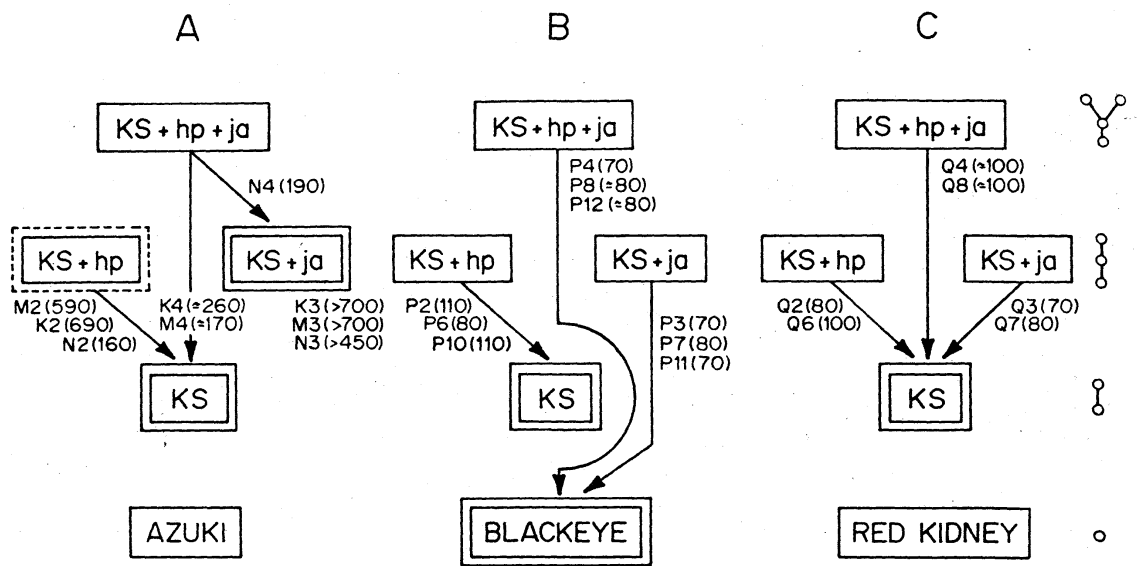 A
B
C
KS + hp + ja
KS + hp + ja
KS + hp + ja
N4 (190)
P4 (70)
P8 (≈80)
P12 (≈80)
Q4 (≈100)
Q8 (≈100)
KS + hp
KS + ja
KS + hp
KS + ja
KS + hp
KS + ja
M2 (590)
K2 (690)
N2 (160)
K4 (≈260)
M4 (≈170)
K3 (>700)
M3 (>700)
N3 (>450)
P2 (110)
P6 (80)
P10 (110)
P3 (70)
P7 (80)
P11 (70)
Q2 (80)
Q6 (100)
Q3 (70)
Q7 (80)
KS
KS
KS
AZUKI
BLACKEYE
RED KIDNEY